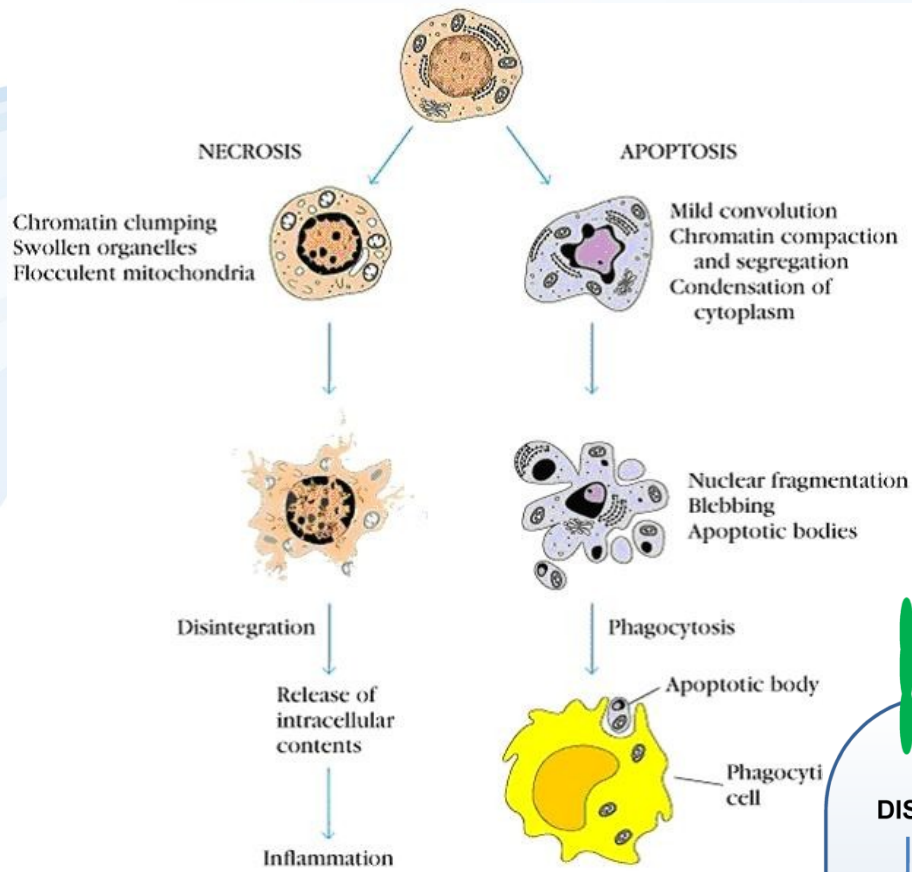 NECROSIS
APOPTOSIS
Chromatin clumping
Swollen organelles
Flocculent mitochondria
Mild convolution
Chromatin compaction
and segregation
Condensation of
cytoplasm
Nuclear fragmentation
Blebbing
Apoptotic bodies
Disintegration
Phagocytosis
Release of
intracellular
contents
Apoptotic body
Phagocyti
cell
DIS
Inflammation